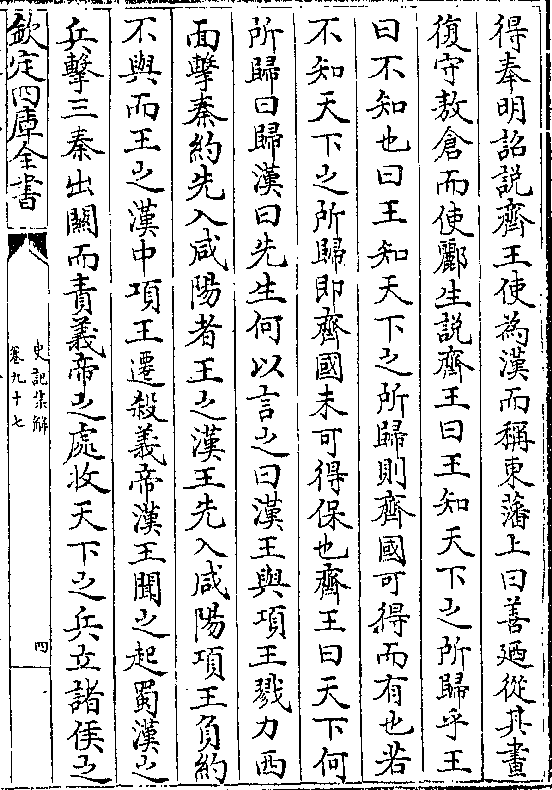 得奉明詔說齊王使為漢而稱東藩上曰善廼從其畫
復守敖倉而使酈生說齊王曰王知天下之所歸乎王
曰不知也曰王知天下之所歸則齊國可得而有也若
不知天下之所歸即齊國未可得保也齊王曰天下何
所歸曰歸漢曰先生何以言之曰漢王與項王戮力西
面擊秦約先入咸陽者王之漢王先入咸陽項王負約
不與而王之漢中項王遷殺義帝漢王聞之起蜀漢之
兵擊三秦出關而責義帝之處收天下之兵立諸侯之
欽定四庫全書
史記集解
卷九十七
四